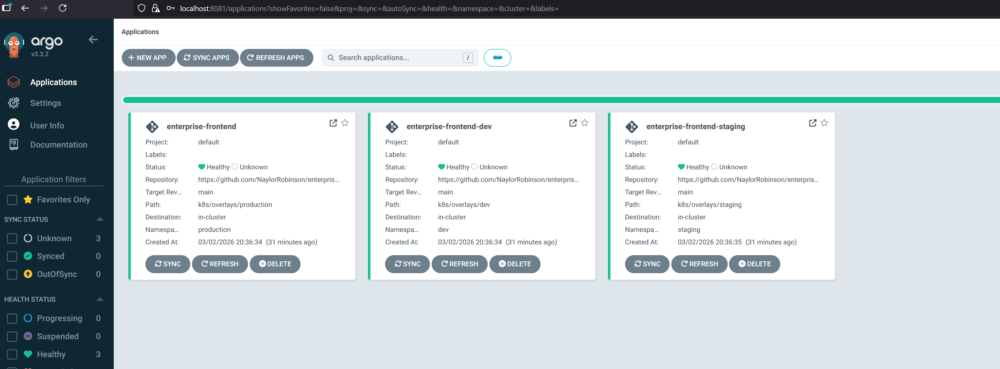 localhost:8081/applications?showFavorites=false&proj=&sync=&autoSync=&health=&namespace=&cluster=&labels=
argo
v3.3.2
Applications
Settings
User Info
Documentation
Application filters
Favorites Only
SYNC STATUS
Unknown 3
Synced 0
OutOfSync 0
HEALTH STATUS
Progressing 0
Suspended 0
Healthy 3
Applications
NEW APP SYNC APPS REFRESH APPS Search applications... /
enterprise-frontend
Project: default
Labels:
Status: Healthy Unknown
Repository: https://github.com/NaylorRobinson/enterpris...
Target Rev... main
Path: k8s/overlays/production
Destination: in-cluster
Namespa... production
Created At: 03/02/2026 20:36:34 (31 minutes ago)
SYNC REFRESH DELETE
enterprise-frontend-dev
Project: default
Labels:
Status: Healthy Unknown
Repository: https://github.com/NaylorRobinson/enterpris...
Target Rev... main
Path: k8s/overlays/dev
Destination: in-cluster
Namespa... dev
Created At: 03/02/2026 20:36:34 (31 minutes ago)
SYNC REFRESH DELETE
enterprise-frontend-staging
Project: default
Labels:
Status: Healthy Unknown
Repository: https://github.com/NaylorRobinson/enterpris...
Target Rev... main
Path: k8s/overlays/staging
Destination: in-cluster
Namespa... staging
Created At: 03/02/2026 20:36:35 (31 minutes ago)
SYNC REFRESH DELETE